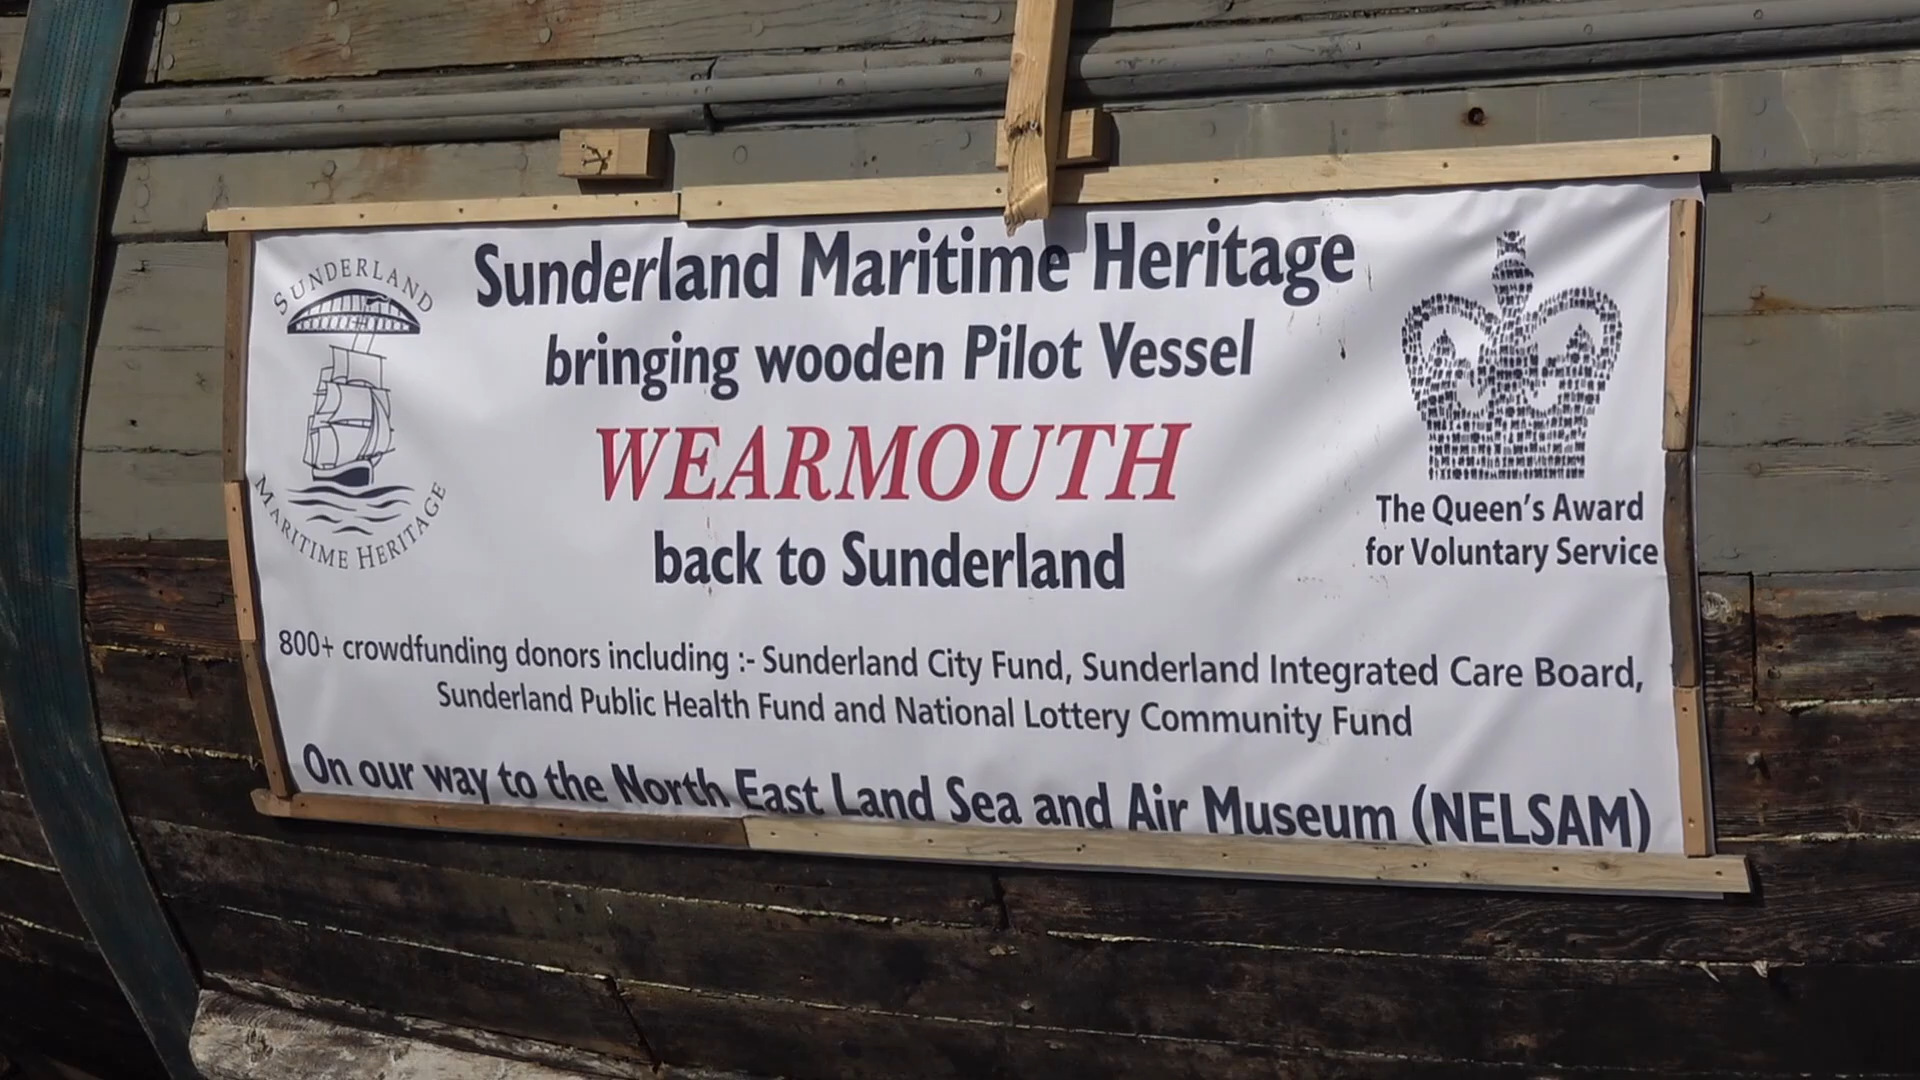 SUNDERLAND
MARITIME HERITAGE
Sunderland Maritime Heritage
bringing wooden Pilot Vessel
WEARMOUTH
back to Sunderland
The Queen's Award
for Voluntary Service
800+ crowdfunding donors including :- Sunderland City Fund, Sunderland Integrated Care Board,
Sunderland Public Health Fund and National Lottery Community Fund
On our way to the North East Land Sea and Air Museum (NELSAM)